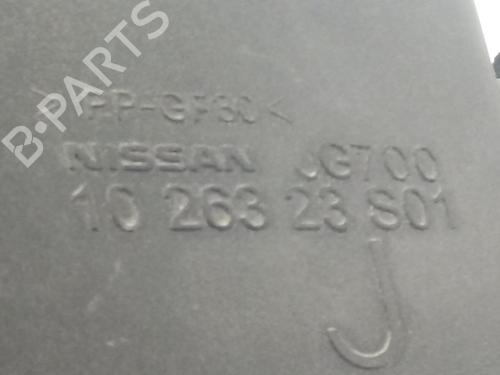 B-PARTS
>PP-GF30<
NISSAN JG700
10 263 23 S01
J